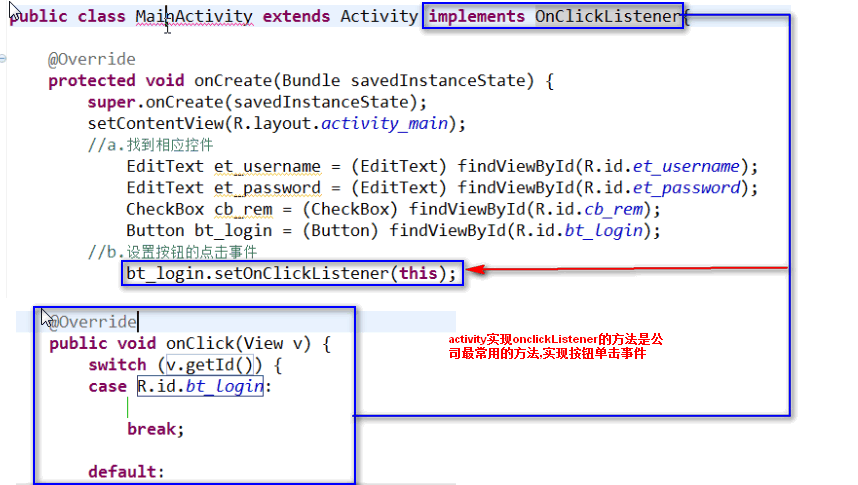 public class MainActivity extends Activity implements OnClickListener{
@Override
protected void onCreate(Bundle savedInstanceState) {
super.onCreate(savedInstanceState);
setContentView(R.layout.activity_main);
//a.找到相应控件
EditText et_username = (EditText) findViewById(R.id.et_username);
EditText et_password = (EditText) findViewById(R.id.et_password);
CheckBox cb_rem = (CheckBox) findViewById(R.id.cb_rem);
Button bt_login = (Button) findViewById(R.id.bt_login);
//b.设置按钮的点击事件
bt_login.setOnClickListener(this);
@Override
public void onClick(View v) {
switch (v.getId()) {
case R.id.bt_login:
break;
default:
activity实现onclickListener的方法是公
司最常用的方法,实现按钮单击事件